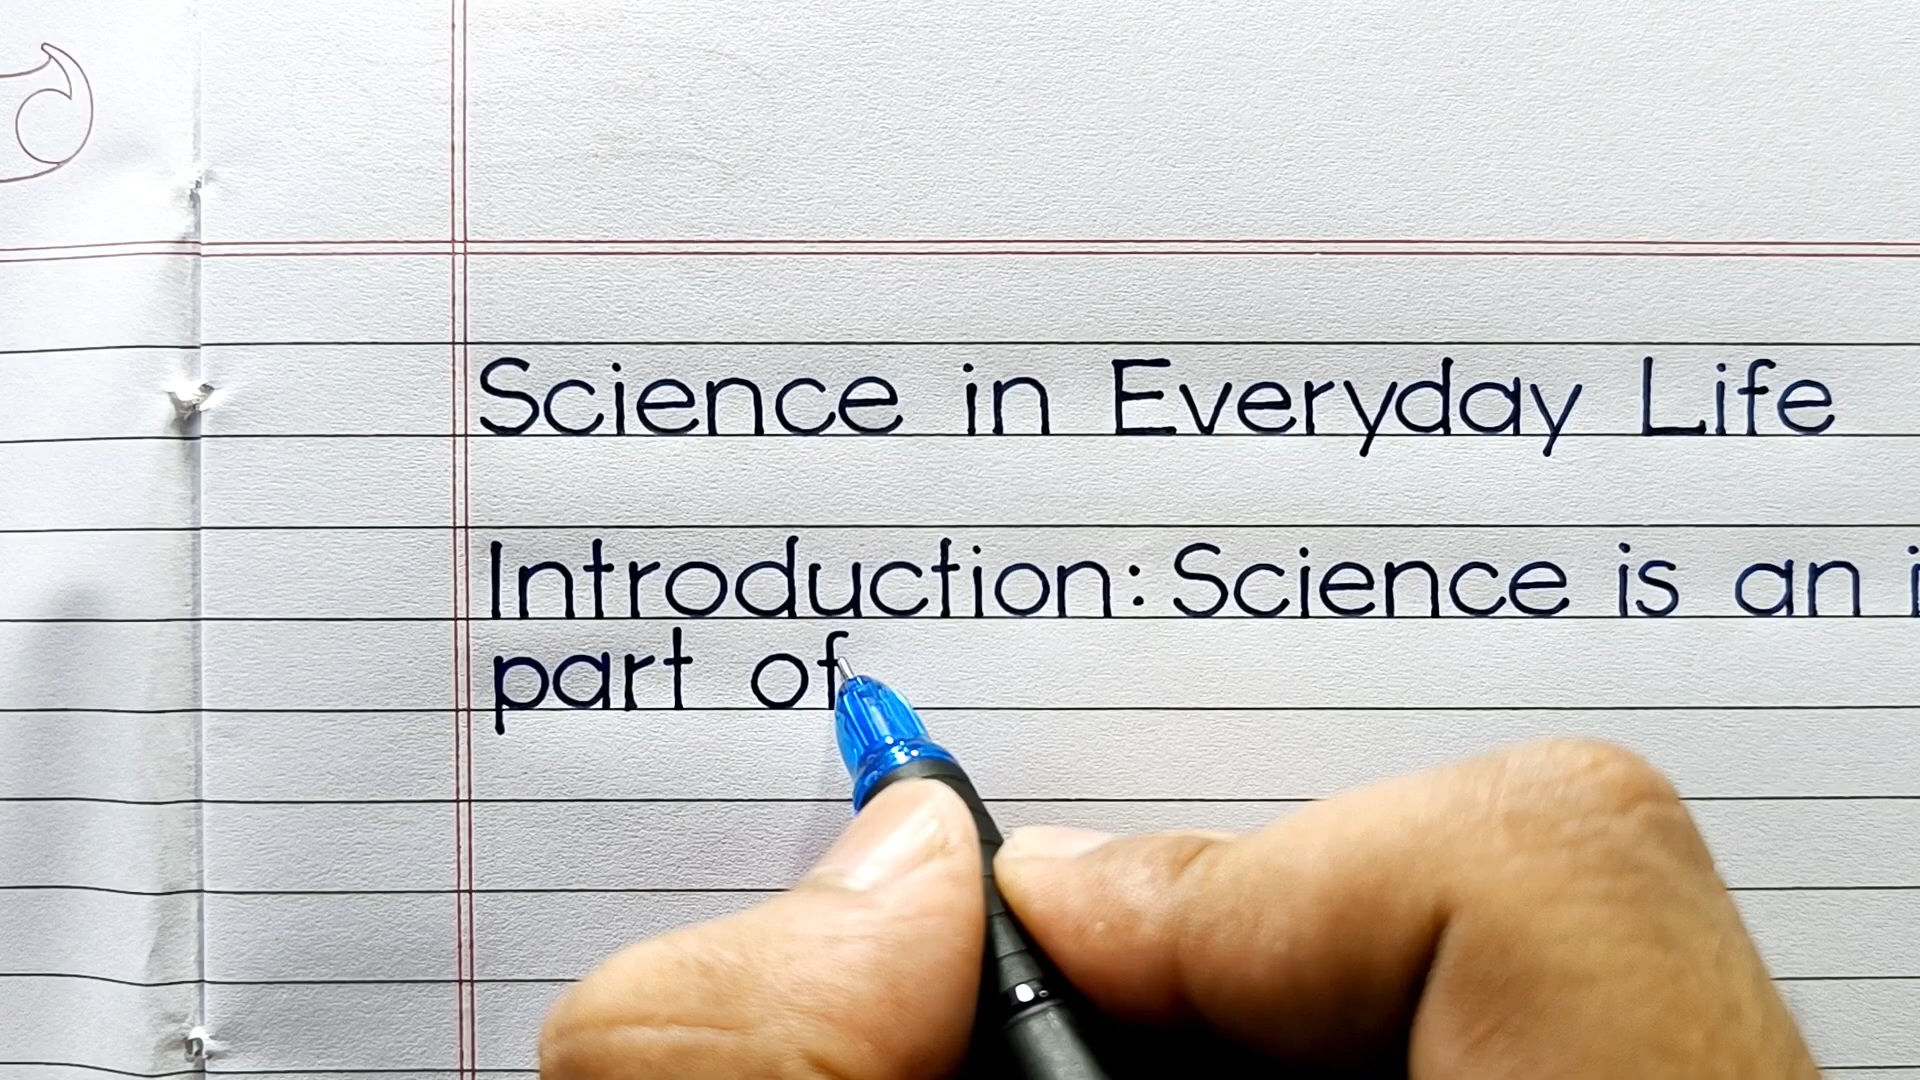 Science in Everyday Life
Introduction: Science is an
part of